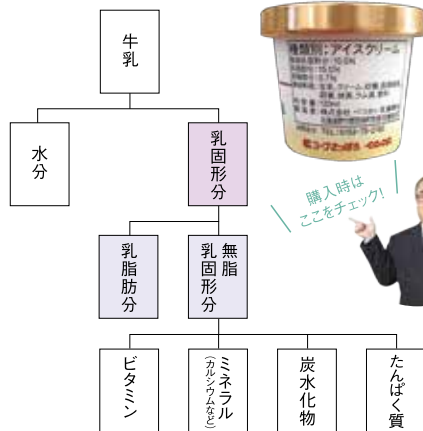 牛乳
水分
乳固形分
乳脂肪分
無脂
乳固形分
ビタミン
ミネラル
(カルシウムなど)
炭水化物
たんぱく質
種類別:アイスクリーム
購入時は
ここをチェック!